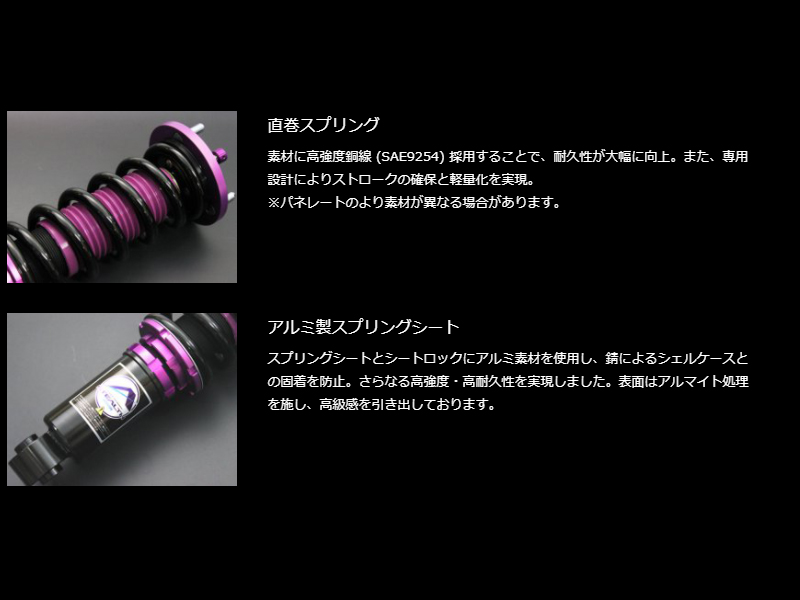 直巻スプリング
素材に高強度鋼線 (SAE9254) 採用することで、耐久性が大幅に向上。また、専用
設計によりストロークの確保と軽量化を実現。
※バネレートのより素材が異なる場合があります。
アルミ製スプリングシート
スプリングシートとシートロックにアルミ素材を使用し、錆によるシェルケースと
の固着を防止。さらなる高強度・高耐久性を実現しました。表面はアルマイト処理
を施し、高級感を引き出しております。